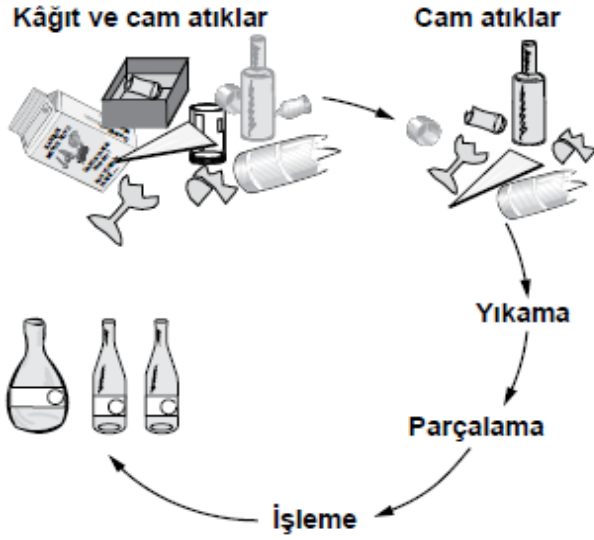 Kâğıt ve cam atıklar
Cam atıklar
Yıkama
Parçalama
İşleme